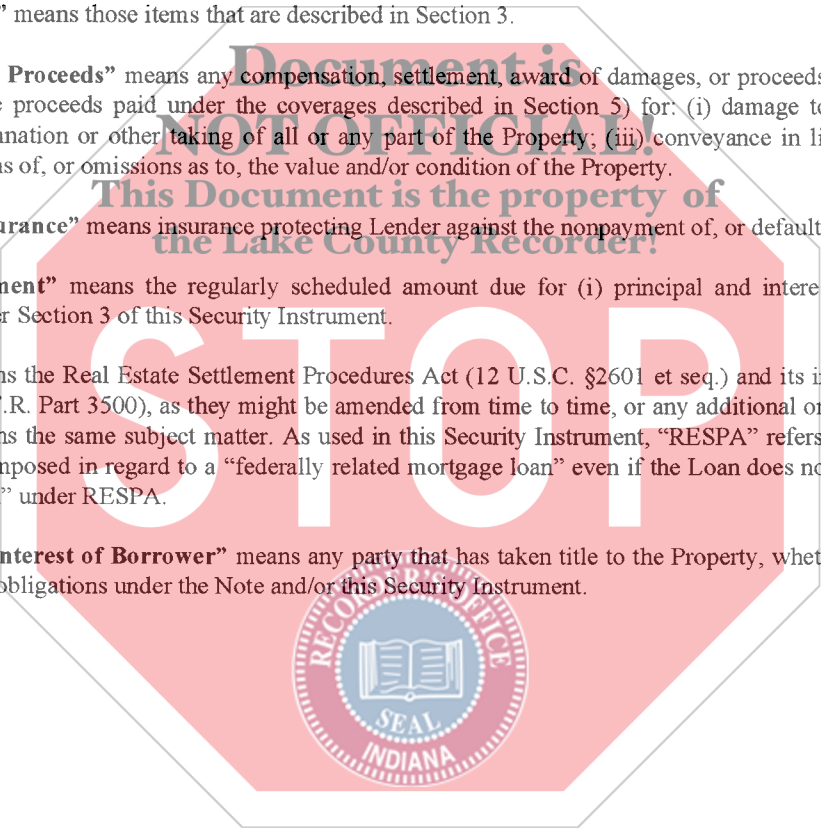 ” means those items that are described in Section 3.
Document is
Proceeds” means any compensation, settlement, award of damages, or proceeds
proceeds paid under the coverages described in Section 5) for: (i) damage to
NOT OFFICIAL!
nation or other taking of all or any part of the Property; (iii) conveyance in li
s of, or omissions as to, the value and/or condition of the Property.
This Document is the property of
urance” means insurance protecting Lender against the nonpayment of, or default
the Lake County Recorder!
ment” means the regularly scheduled amount due for (i) principal and intere
r Section 3 of this Security Instrument.
ns the Real Estate Settlement Procedures Act (12 U.S.C. §2601 et seq.) and its i
.R. Part 3500), as they might be amended from time to time, or any additional or
ns the same subject matter. As used in this Security Instrument, “RESPA” refers
STOP
mposed in regard to a “federally related mortgage loan” even if the Loan does no
” under RESPA.
nterest of Borrower” means any party that has taken title to the Property, whet
obligations under the Note and/or this Security Instrument.
RECORDER'S OFFICE
SEAL
INDIANA